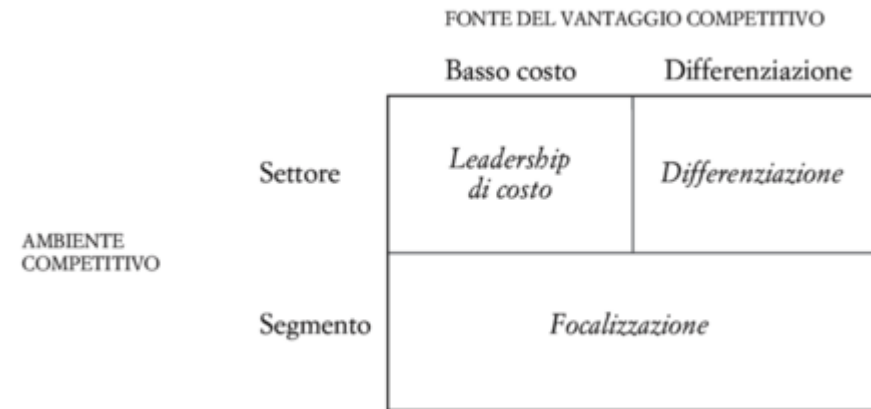 FONTE DEL VANTAGGIO COMPETITIVO
Basso costo
Differenziazione
Settore
Leadership
di costo
Differenziazione
AMBIENTE
COMPETITIVO
Segmento
Focalizzazione